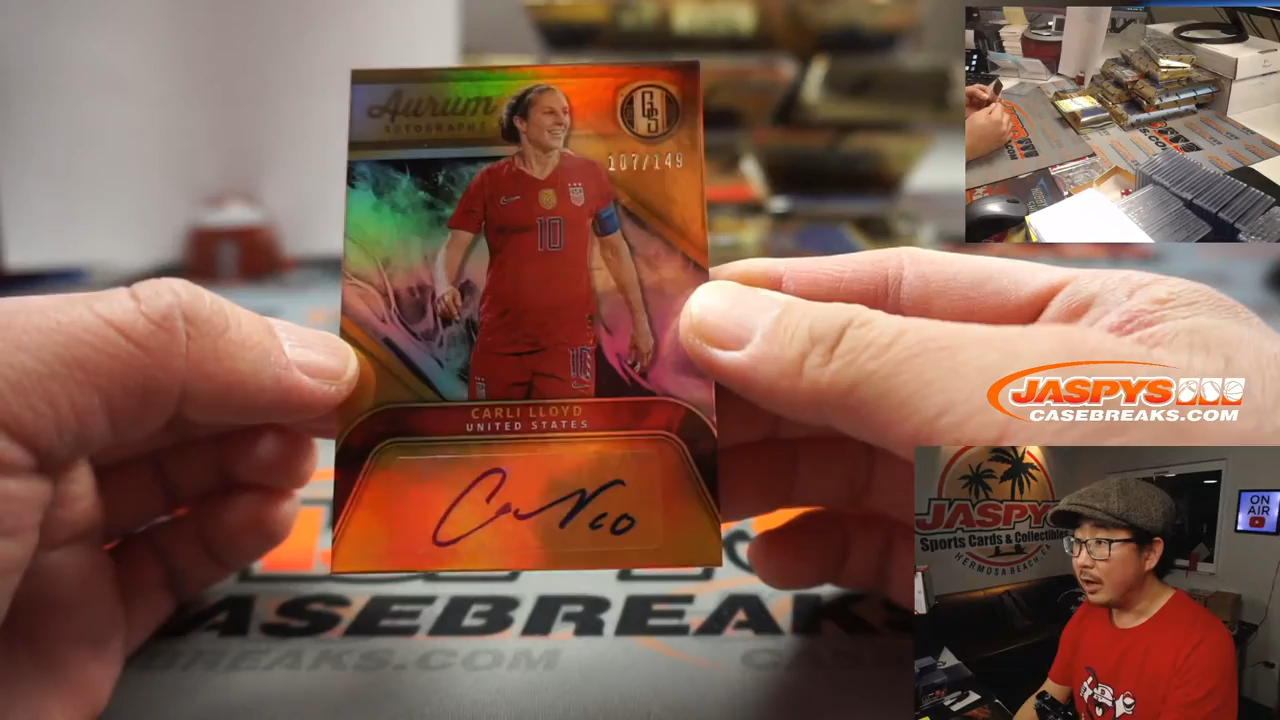 Aurum
AUTOGRAPHS
GS
107/149
10
10
CARLI LLOYD
UNITED STATES
JASPYS
CASEBREAKS.COM
JASPYS
Sports Cards & Collectibles
HERMOSA BEACH, CA
ON
AIR
CASEBREAKS
BREAKS.COM